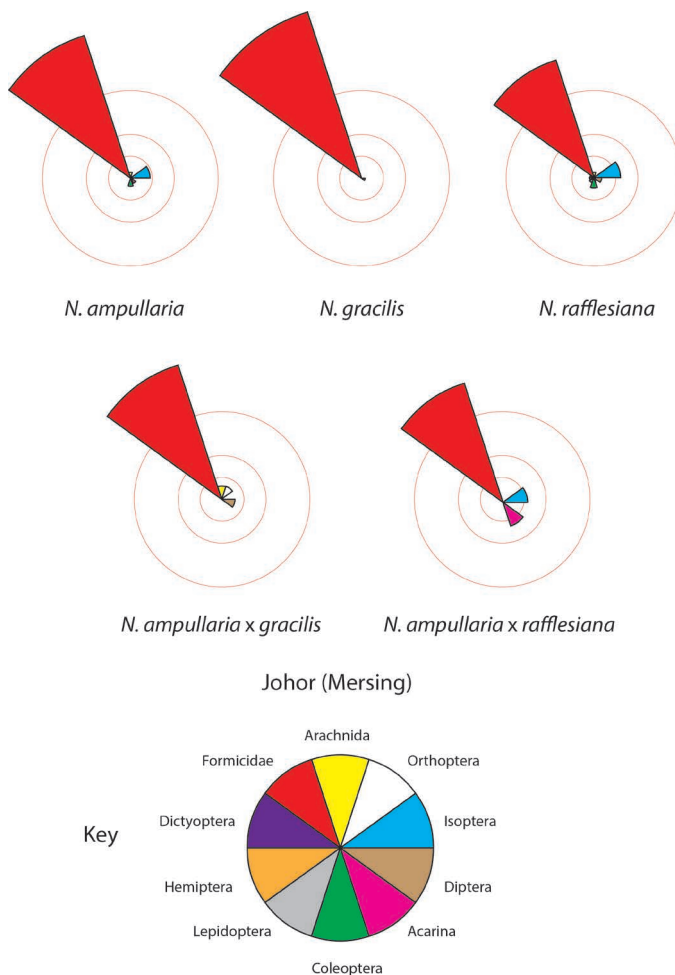 N. ampullaria
N. gracilis
N. rafflesiana
N. ampullaria x gracilis
N. ampullaria x rafflesiana
Johor (Mersing)
Key
Arachnida
Formicidae
Orthoptera
Dictyoptera
Isoptera
Hemiptera
Diptera
Lepidoptera
Acarina
Coleoptera